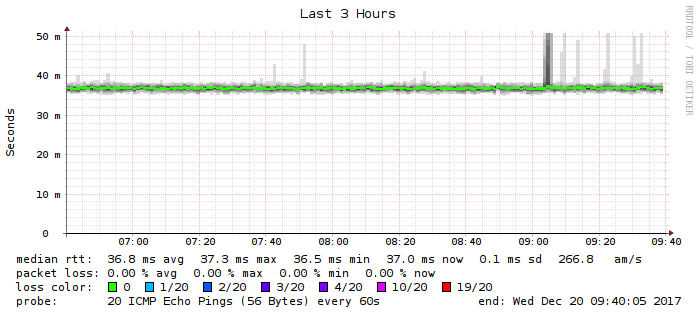 Last 3 Hours
RRDTOOL / TOBI OETIKER
Seconds
50 m
40 m
30 m
20 m
10 m
0
07:00 07:20 07:40 08:00 08:20 08:40 09:00 09:20 09:40
median rtt: 36.8 ms avg 37.3 ms max 36.5 ms min 37.0 ms now 0.1 ms sd 266.8 am/s
packet loss: 0.00 % avg 0.00 % max 0.00 % min 0.00 % now
loss color: 0 1/20 2/20 3/20 4/20 10/20 19/20
probe: 20 ICMP Echo Pings (56 Bytes) every 60s end: Wed Dec 20 09:40:05 2017